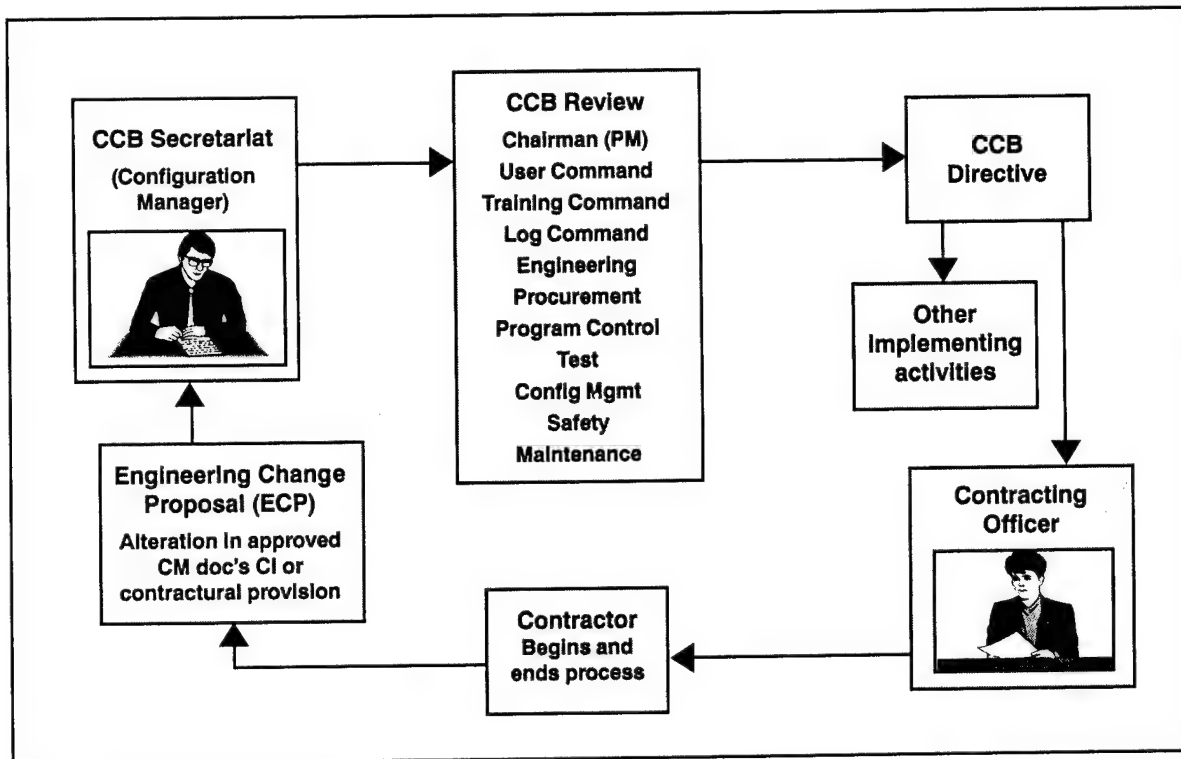 CCB Secretariat
(Configuration
Manager)
CCB Review
Chairman (PM)
User Command
Training Command
Log Command
Engineering
Procurement
Program Control
Test
Config Mgmt
Safety
Maintenance
CCB
Directive
Other
implementing
activities
Engineering Change
Proposal (ECP)
Alteration in approved
CM doc's CI or
contractural provision
Contractor
Begins and
ends process
Contracting
Officer